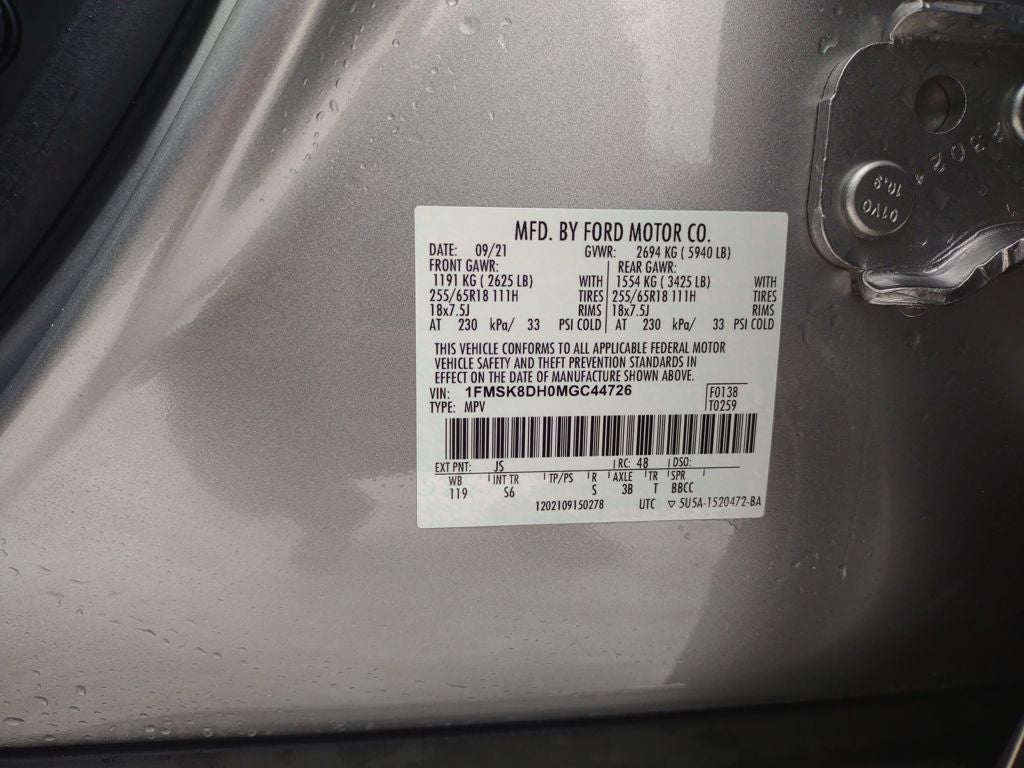 MFD. BY FORD MOTOR CO.
DATE: 09/21 GVWR: 2694 KG ( 5940 LB)
FRONT GAWR: REAR GAWR:
1191 KG ( 2625 LB) WITH 1554 KG ( 3425 LB) WITH
255/65R18 111H TIRES 255/65R18 111H TIRES
18x7.5J RIMS 18x7.5J RIMS
AT 230 kPa/ 33 PSI COLD AT 230 kPa/ 33 PSI COLD
THIS VEHICLE CONFORMS TO ALL APPLICABLE FEDERAL MOTOR
VEHICLE SAFETY AND THEFT PREVENTION STANDARDS IN
EFFECT ON THE DATE OF MANUFACTURE SHOWN ABOVE.
VIN: 1FMSK8DH0MGC44726 F0138
TYPE: MPV T0259
EXT PNT: JS RC: 48 DSO:
WB INT TR TP/PS R AXLE TR SPR
119 S6 S 3B T BBCC
1202109150278 UTC ▽ 5U5A-1520472-BA
10.9
01VO